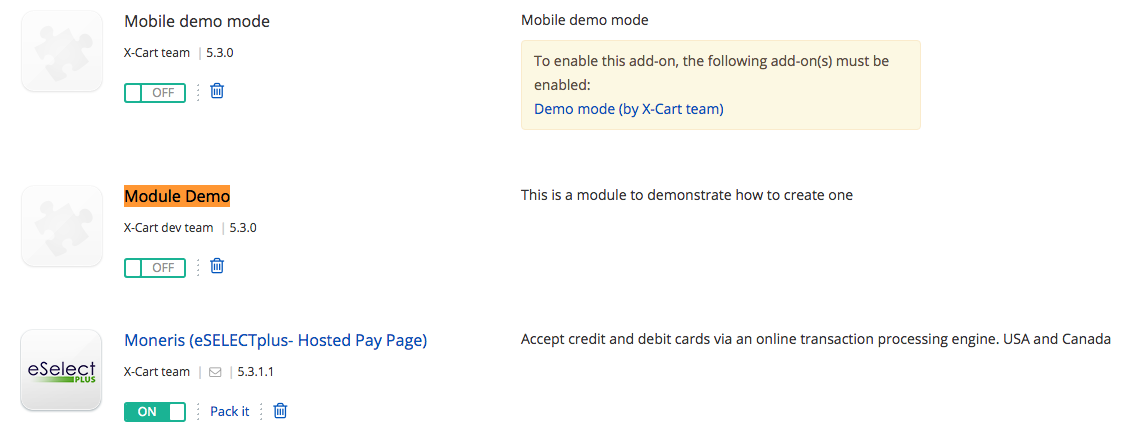 Mobile demo mode
Mobile demo mode
X-Cart team | 5.3.0
To enable this add-on, the following add-on(s) must be
enabled:
Demo mode (by X-Cart team)
OFF
Module Demo
This is a module to demonstrate how to create one
X-Cart dev team | 5.3.0
OFF
eSelect
PLUS
Moneris (eSELECTplus- Hosted Pay Page)
Accept credit and debit cards via an online transaction processing engine. USA and Canada
X-Cart team | | 5.3.1.1
ON
Pack it